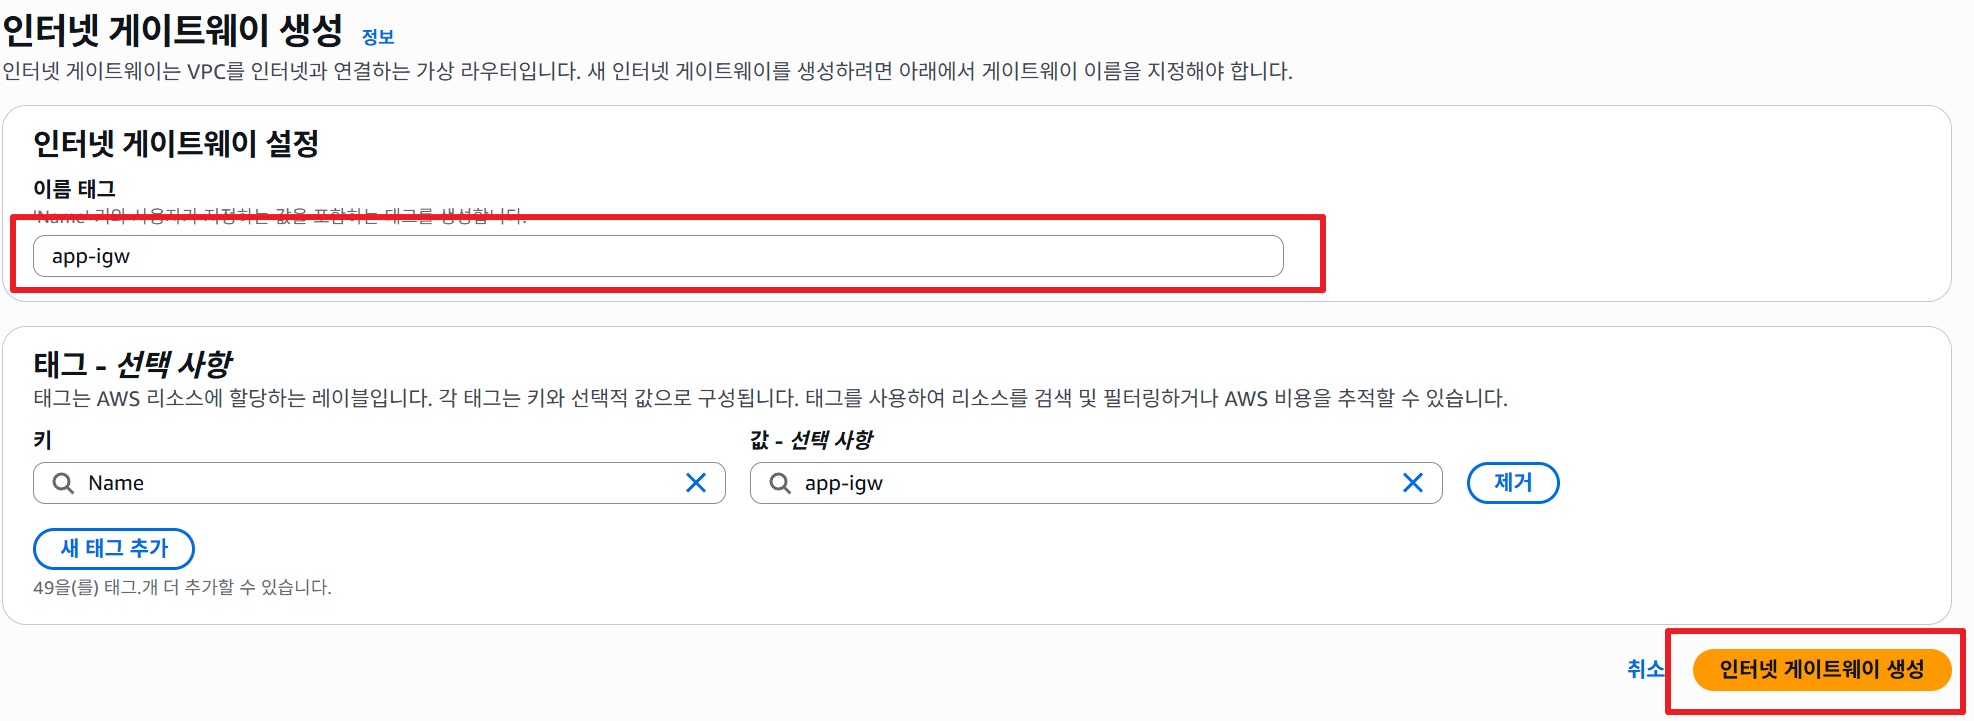 인터넷 게이트웨이 생성 정보
인터넷 게이트웨이는 VPC를 인터넷과 연결하는 가상 라우터입니다. 새 인터넷 게이트웨이를 생성하려면 아래에서 게이트웨이 이름을 지정해야 합니다.
인터넷 게이트웨이 설정
이름 태그
'Name' 키와 사용자가 지정하는 값을 포함하는 태그를 생성합니다.
app-igw
태그 - 선택 사항
태그는 AWS 리소스에 할당하는 레이블입니다. 각 태그는 키와 선택적 값으로 구성됩니다. 태그를 사용하여 리소스를 검색 및 필터링하거나 AWS 비용을 추적할 수 있습니다.
키 값 - 선택 사항
Name app-igw 제거
새 태그 추가
49을(를) 태그.개 더 추가할 수 있습니다.
취소 인터넷 게이트웨이 생성